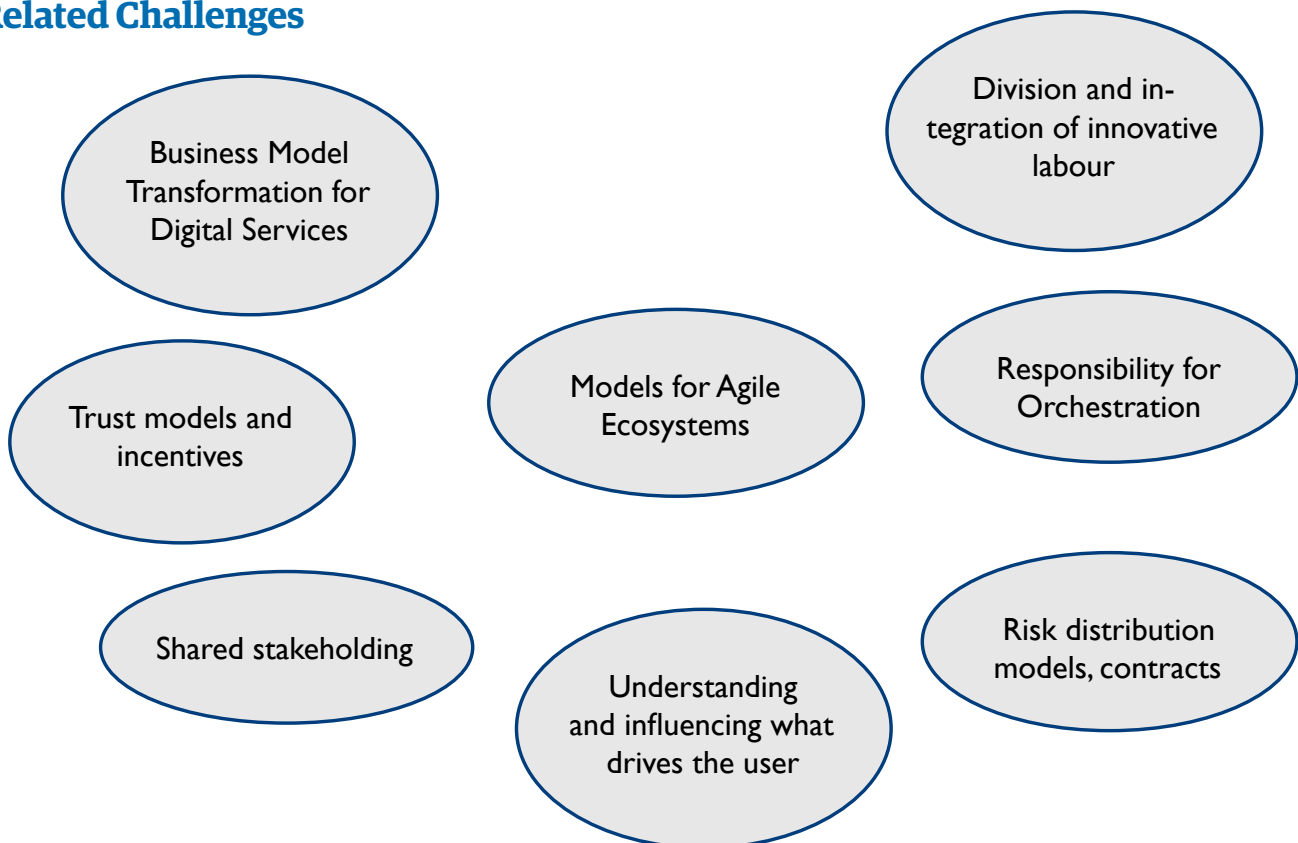 elated Challenges
Business Model
Transformation for
Digital Services
Division and in-
tegration of innovative
labour
Trust models and
incentives
Models for Agile
Ecosystems
Responsibility for
Orchestration
Shared stakeholding
Understanding
and influencing what
drives the user
Risk distribution
models, contracts